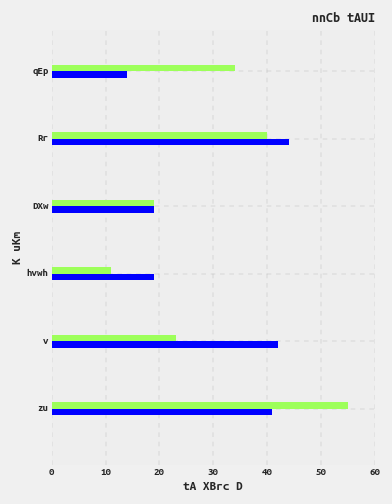 nnCb tAUI
qEp
Rr
DXw
hvwh
v
zu
K uKm
0 10 20 30 40 50 60
tA XBrc D